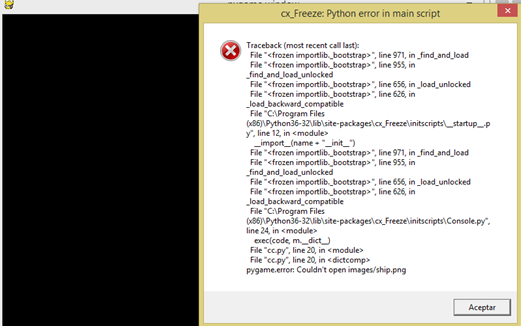 cx_Freeze: Python error in main script
Traceback (most recent call last):
File "<frozen importlib._bootstrap>", line 971, in _find_and_load
File "<frozen importlib._bootstrap>", line 955, in
_find_and_load_unlocked
File "<frozen importlib._bootstrap>", line 656, in _load_unlocked
File "<frozen importlib._bootstrap>", line 626, in
_load_backward_compatible
File "C:\Program Files
(x86)\Python36-32\lib\site-packages\cx_Freeze\initscripts\__startup__.p
y", line 12, in <module>
__import__(name + "__init__")
File "<frozen importlib._bootstrap>", line 971, in _find_and_load
File "<frozen importlib._bootstrap>", line 955, in
_find_and_load_unlocked
File "<frozen importlib._bootstrap>", line 656, in _load_unlocked
File "<frozen importlib._bootstrap>", line 626, in
_load_backward_compatible
File "C:\Program Files
(x86)\Python36-32\lib\site-packages\cx_Freeze\initscripts\Console.py",
line 24, in <module>
exec(code, m.__dict__)
File "cc.py", line 20, in <module>
File "cc.py", line 20, in <dictcomp>
pygame.error: Couldn't open images/ship.png
Aceptar